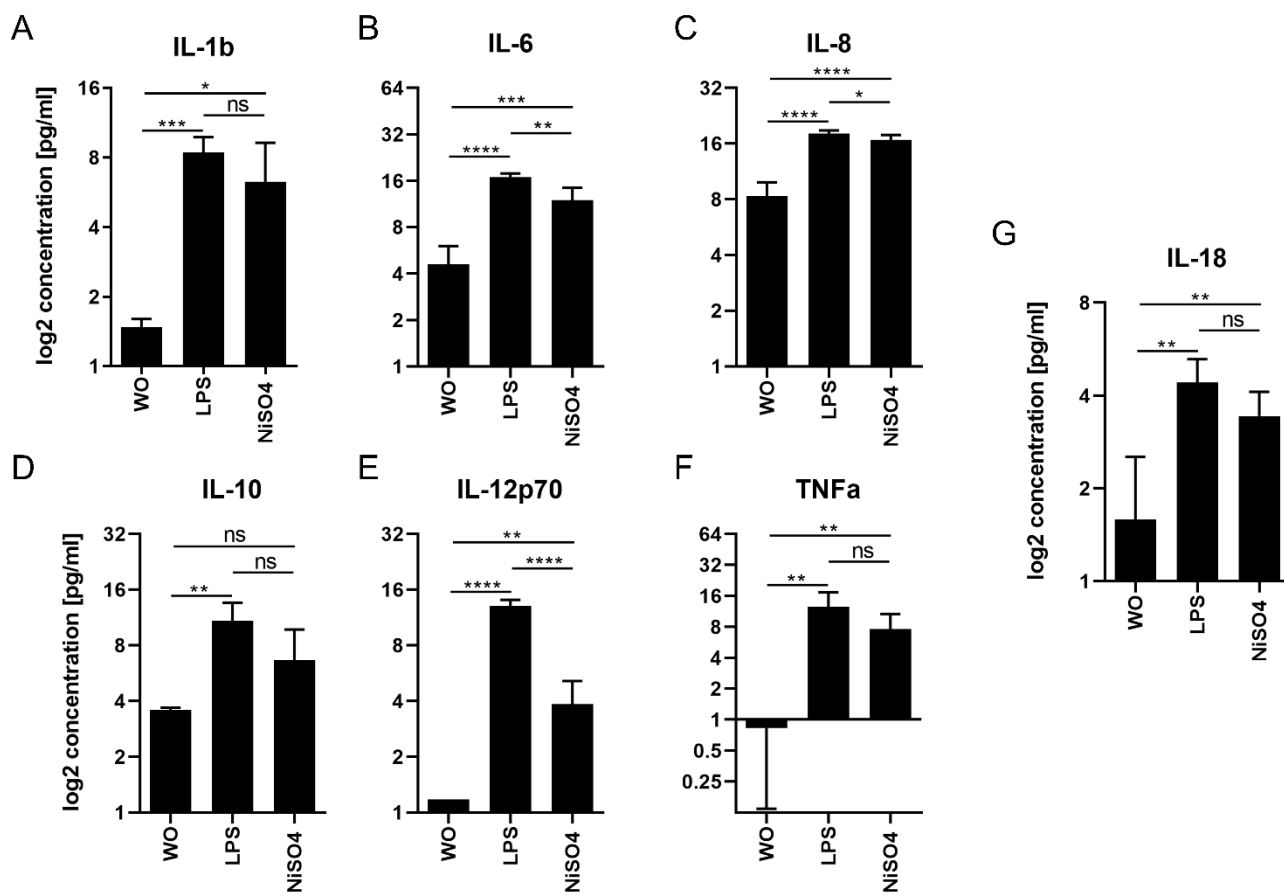 A
IL-1b
log2 concentration [pg/ml]
16
8
4
2
1
*
ns
***
WO
LPS
NiSO4
B
IL-6
64
32
16
8
4
2
1
***
**
****
WO
LPS
NiSO4
C
IL-8
32
16
8
4
2
1
****
*
****
WO
LPS
NiSO4
D
IL-10
log2 concentration [pg/ml]
32
16
8
4
2
1
ns
ns
**
WO
LPS
NiSO4
E
IL-12p70
32
16
8
4
2
1
**
****
****
WO
LPS
NiSO4
F
TNFa
64
32
16
8
4
2
1
0.5
0.25
**
ns
**
WO
LPS
NiSO4
G
IL-18
log2 concentration [pg/ml]
8
4
2
1
**
ns
**
WO
LPS
NiSO4